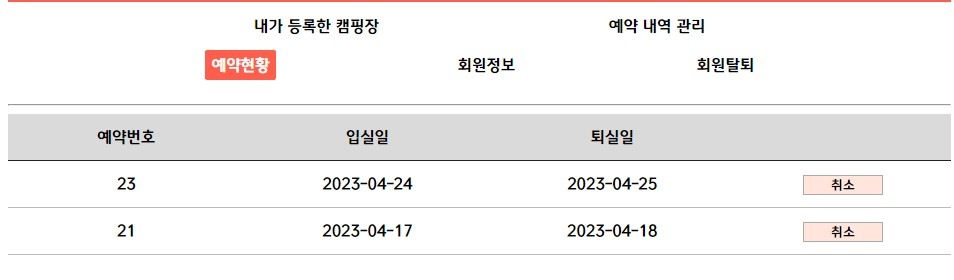 내가 등록한 캠핑장 예약 내역 관리
예약현황 회원정보 회원탈퇴
예약번호 입실일 퇴실일
23 2023-04-24 2023-04-25 취소
21 2023-04-17 2023-04-18 취소